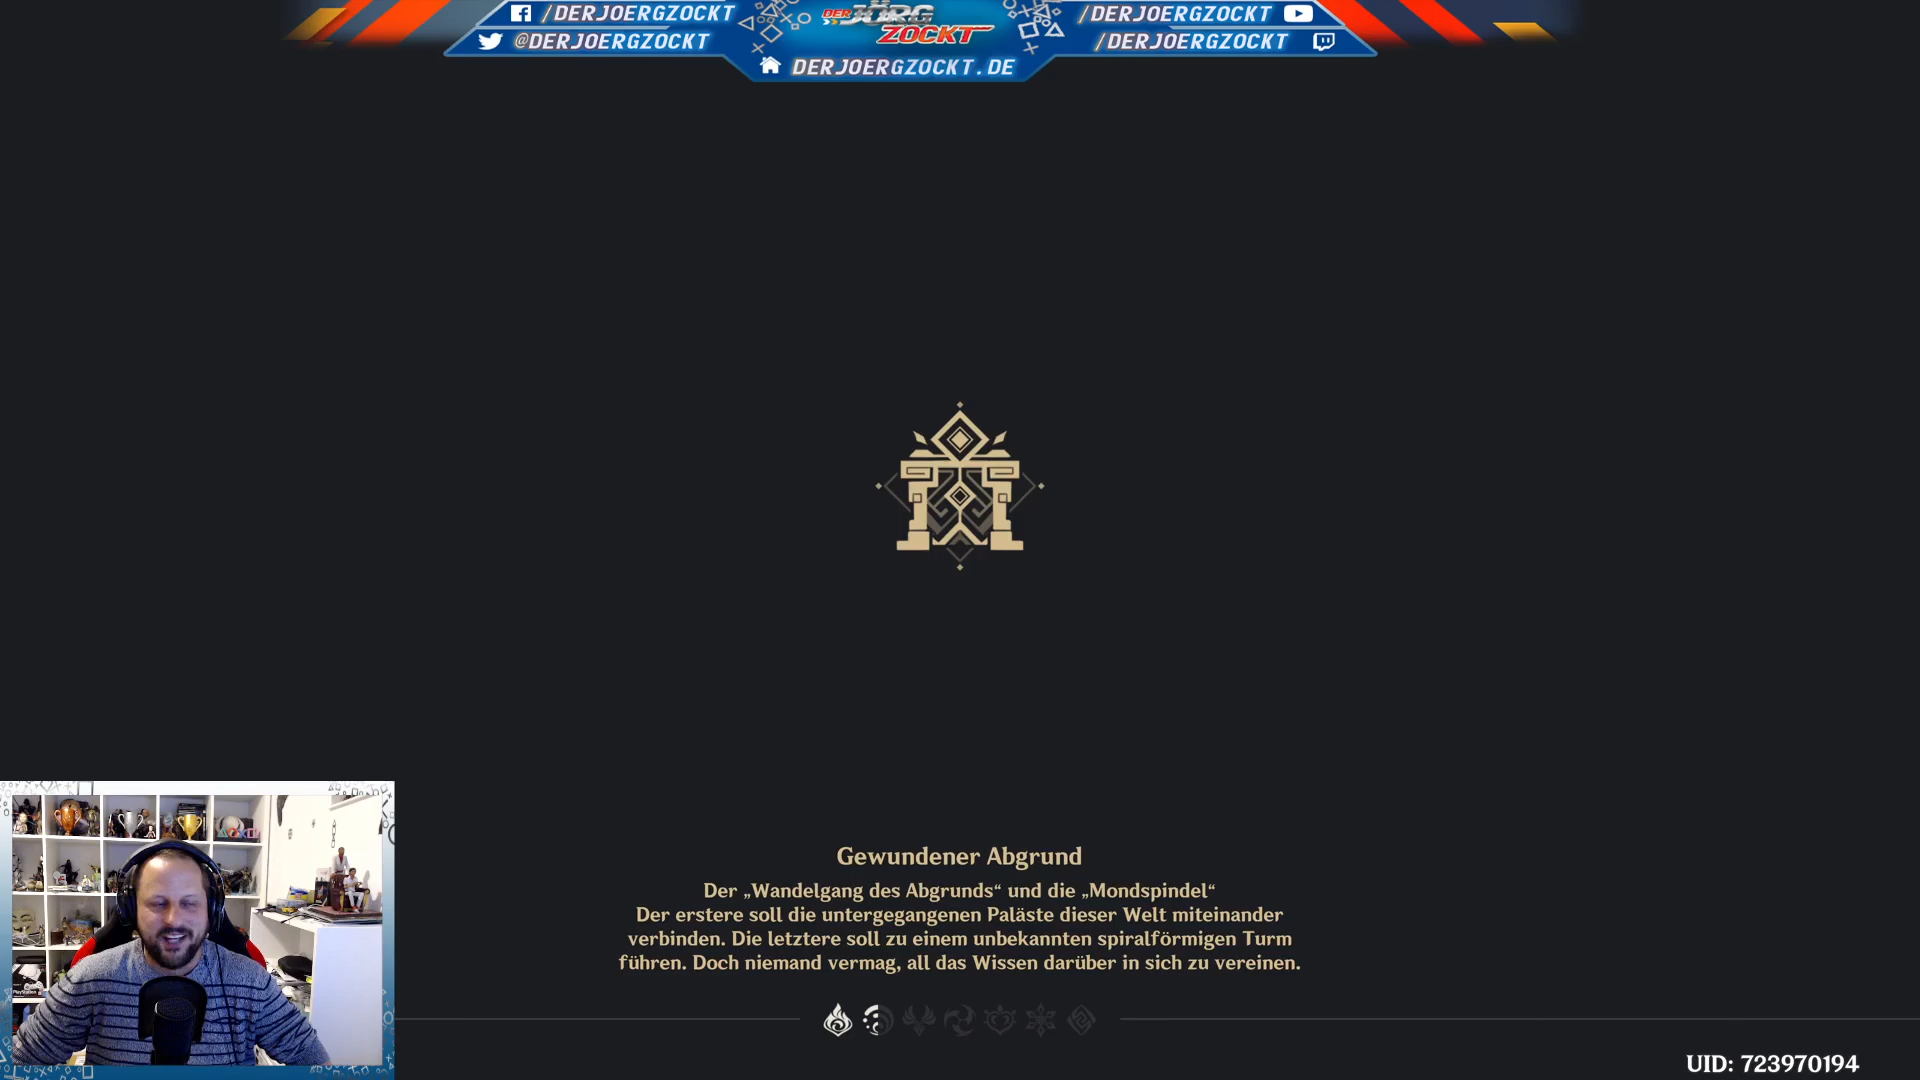 /DERJOERGZOCKT
@DERJOERGZOCKT
DER JÖRG
ZOCKT
/DERJOERGZOCKT
/DERJOERGZOCKT
DERJOERGZOCKT.DE
Gewundener Abgrund
Der „Wandelgang des Abgrunds“ und die „Mondspindel“
Der erstere soll die untergegangenen Paläste dieser Welt miteinander
verbinden. Die letztere soll zu einem unbekannten spiralförmigen Turm
führen. Doch niemand vermag, all das Wissen darüber in sich zu vereinen.
UID: 723970194